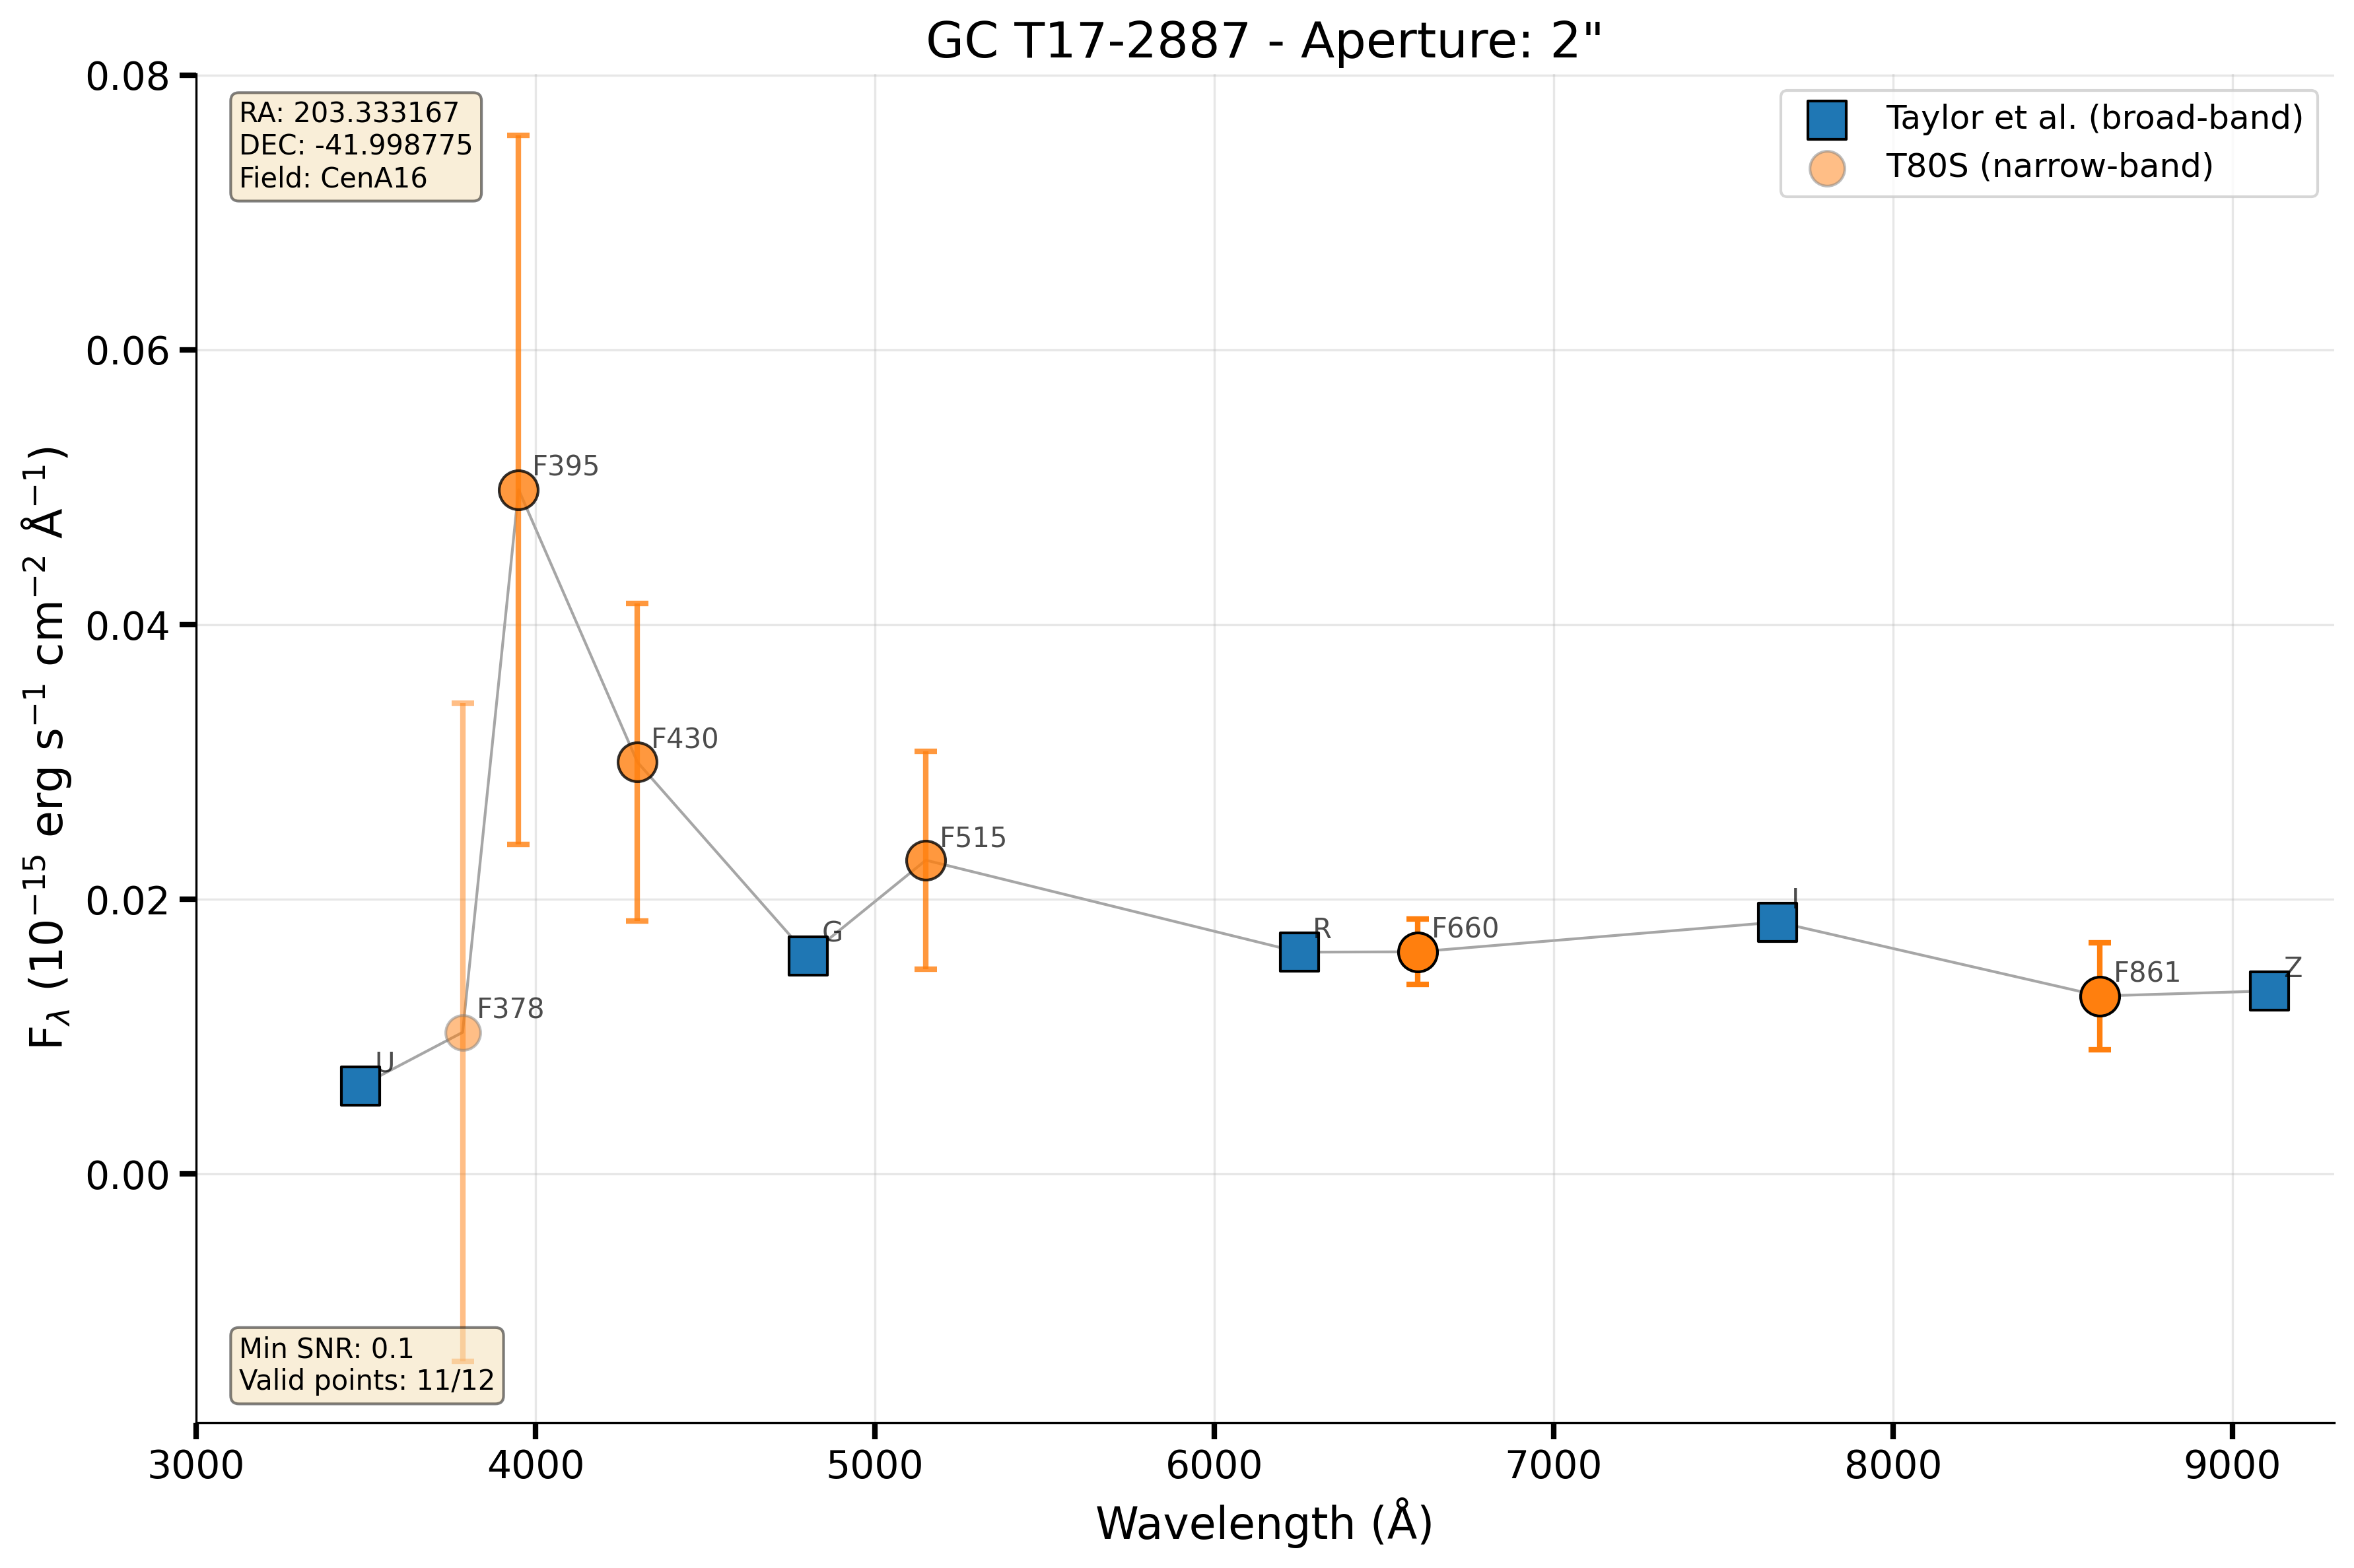 GC T17-2887 - Aperture: 2"
0.08
0.06
0.04
0.02
0.00
F$_λ$ (10$^{−15}$ erg s$^{−1}$ cm$^{−2}$ Å$^{−1}$)
RA: 203.333167
DEC: -41.998775
Field: CenA16
Taylor et al. (broad-band)
T80S (narrow-band)
F395
F430
F515
G
R
F660
I
F861
Z
F378
U
Min SNR: 0.1
Valid points: 11/12
3000 4000 5000 6000 7000 8000 9000
Wavelength (Å)